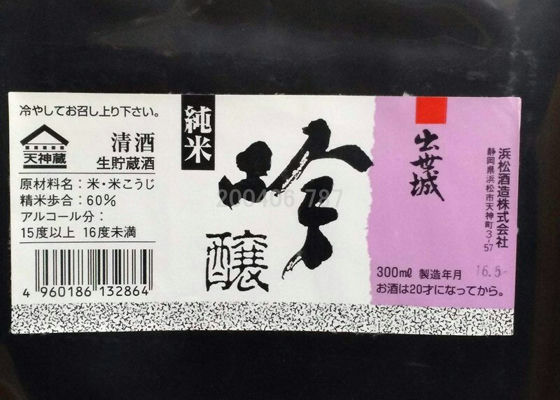 冷やしてお召し上り下さい。
天神蔵
清酒
生貯蔵酒
原材料名：米・米こうじ
精米歩合：60%
アルコール分：
15度以上 16度未満
4 960186 132864
純米
吟醸
200406 787
出世城
浜松酒造株式会社
静岡県浜松市天神町3-57
300ml 製造年月 16.5
お酒は20才になってから。